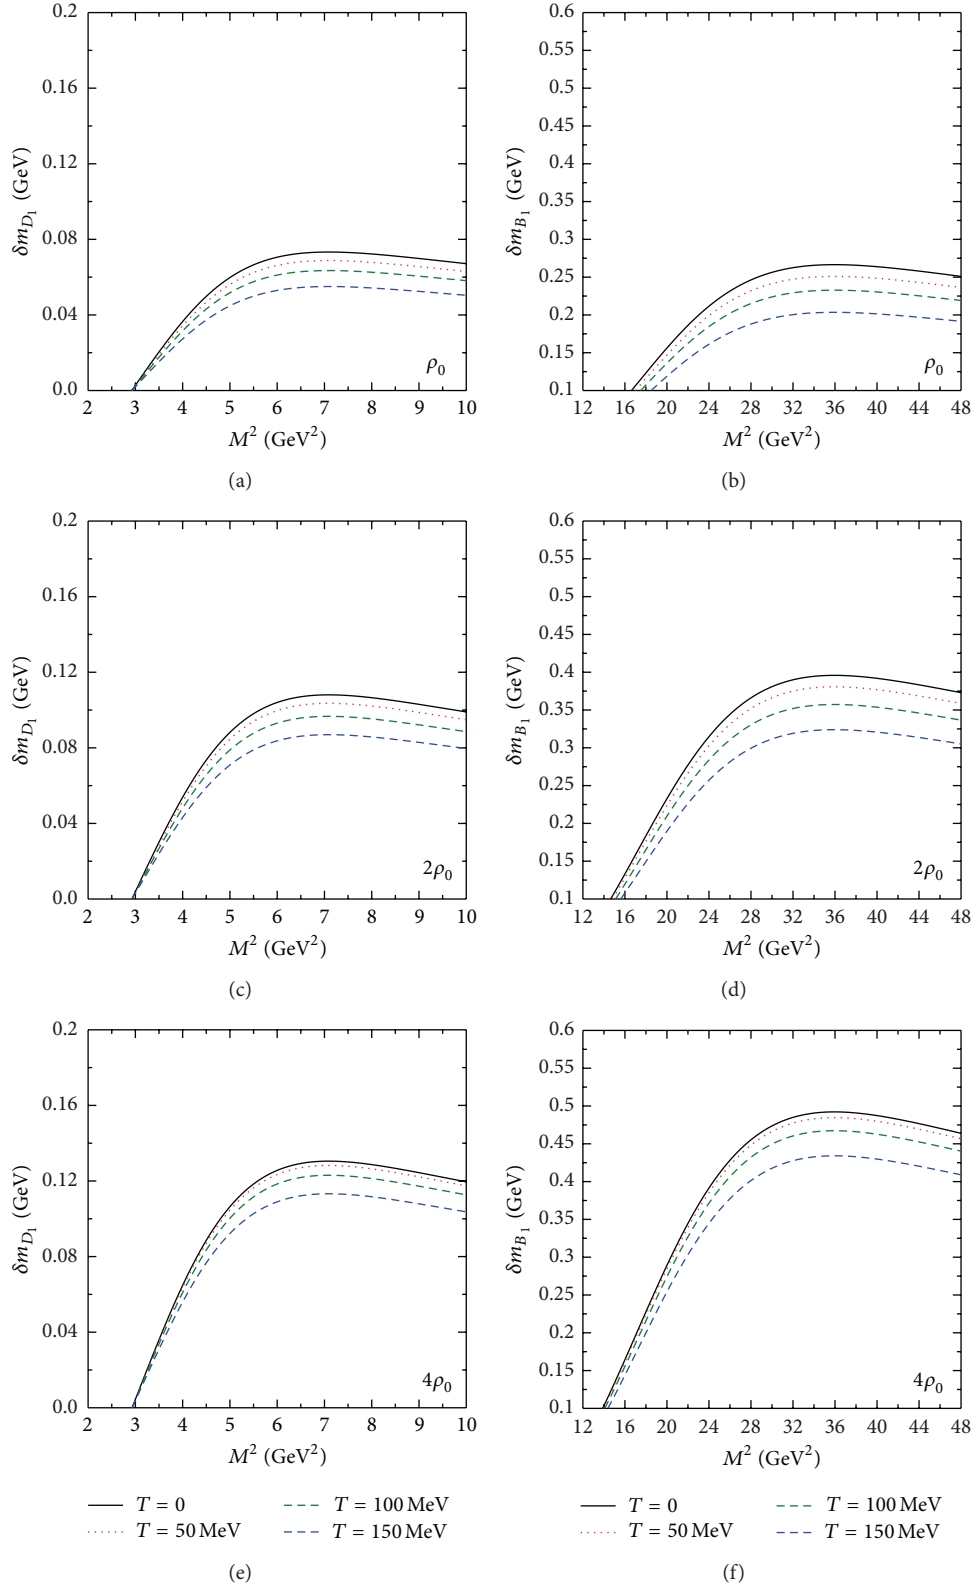 0.2
0.16
0.12
0.08
0.04
0.0
δm_{D_1} (GeV)
ρ_0
2 3 4 5 6 7 8 9 10
M^2 (GeV^2)
(a)
0.6
0.55
0.5
0.45
0.4
0.35
0.3
0.25
0.2
0.15
0.1
δm_{B_1} (GeV)
ρ_0
12 16 20 24 28 32 36 40 44 48
M^2 (GeV^2)
(b)
0.2
0.16
0.12
0.08
0.04
0.0
δm_{D_1} (GeV)
2ρ_0
2 3 4 5 6 7 8 9 10
M^2 (GeV^2)
(c)
0.6
0.55
0.5
0.45
0.4
0.35
0.3
0.25
0.2
0.15
0.1
δm_{B_1} (GeV)
2ρ_0
12 16 20 24 28 32 36 40 44 48
M^2 (GeV^2)
(d)
0.2
0.16
0.12
0.08
0.04
0.0
δm_{D_1} (GeV)
4ρ_0
2 3 4 5 6 7 8 9 10
M^2 (GeV^2)
T = 0
T = 50 MeV
T = 100 MeV
T = 150 MeV
(e)
0.6
0.55
0.5
0.45
0.4
0.35
0.3
0.25
0.2
0.15
0.1
δm_{B_1} (GeV)
4ρ_0
12 16 20 24 28 32 36 40 44 48
M^2 (GeV^2)
T = 0
T = 50 MeV
T = 100 MeV
T = 150 MeV
(f)